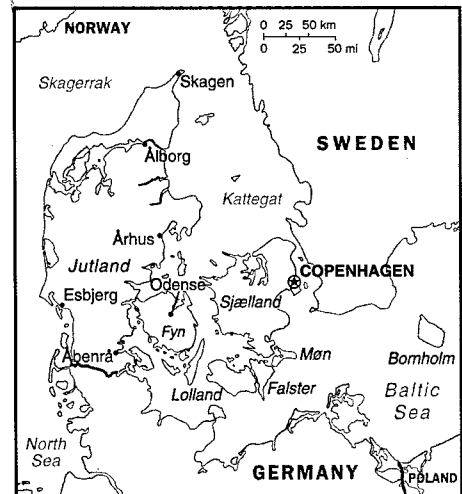 NORWAY
0 25 50 km
0 25 50 mi
Skagerrak
Skagen
SWEDEN
Ålborg
Kattegat
Århus
Jutland
COPENHAGEN
Odense
Esbjerg
Sjælland
Fyn
Åbenrå
Møn
Bornholm
Lolland
Falster
Baltic
Sea
North
Sea
GERMANY
POLAND